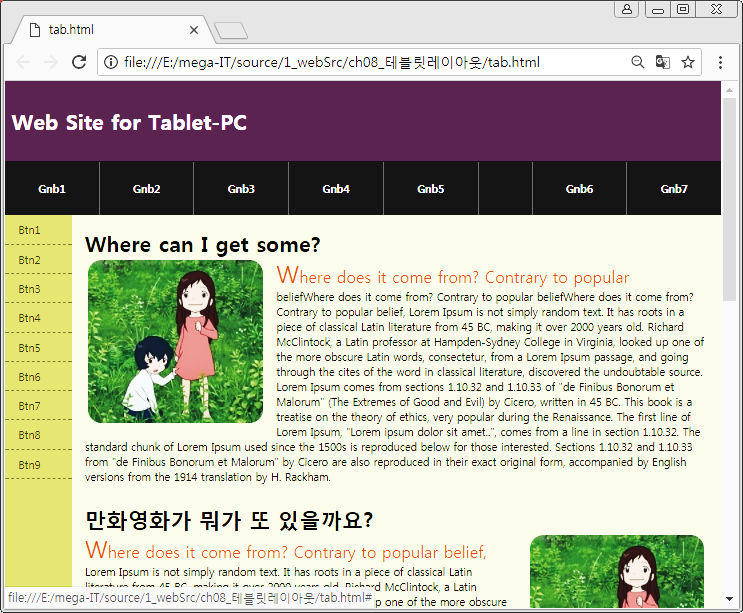 tab.html
file:///E:/mega-IT/source/1_webSrc/ch08_테블릿레이아웃/tab.html
Web Site for Tablet-PC
Gnb1 Gnb2 Gnb3 Gnb4 Gnb5 Gnb6 Gnb7
Btn1
Btn2
Btn3
Btn4
Btn5
Btn6
Btn7
Btn8
Btn9
Where can I get some?
Where does it come from? Contrary to popular
beliefWhere does it come from? Contrary to popular beliefWhere does it come from?
Contrary to popular belief, Lorem Ipsum is not simply random text. It has roots in a
piece of classical Latin literature from 45 BC, making it over 2000 years old. Richard
McClintock, a Latin professor at Hampden-Sydney College in Virginia, looked up one of
the more obscure Latin words, consectetur, from a Lorem Ipsum passage, and going
through the cites of the word in classical literature, discovered the undoubtable source.
Lorem Ipsum comes from sections 1.10.32 and 1.10.33 of "de Finibus Bonorum et
Malorum" (The Extremes of Good and Evil) by Cicero, written in 45 BC. This book is a
treatise on the theory of ethics, very popular during the Renaissance. The first line of
Lorem Ipsum, "Lorem ipsum dolor sit amet..", comes from a line in section 1.10.32. The
standard chunk of Lorem Ipsum used since the 1500s is reproduced below for those interested. Sections 1.10.32 and 1.10.33
from "de Finibus Bonorum et Malorum" by Cicero are also reproduced in their exact original form, accompanied by English
versions from the 1914 translation by H. Rackham.
만화영화가 뭐가 또 있을까요?
Where does it come from? Contrary to popular belief,
Lorem Ipsum is not simply random text. It has roots in a piece of classical Latin
literature from 45 BC, making it over 2000 years old. Richard McClintock, a Latin
up one of the more obscure
file:///E:/mega-IT/source/1_webSrc/ch08_테블릿레이아웃/tab.html#